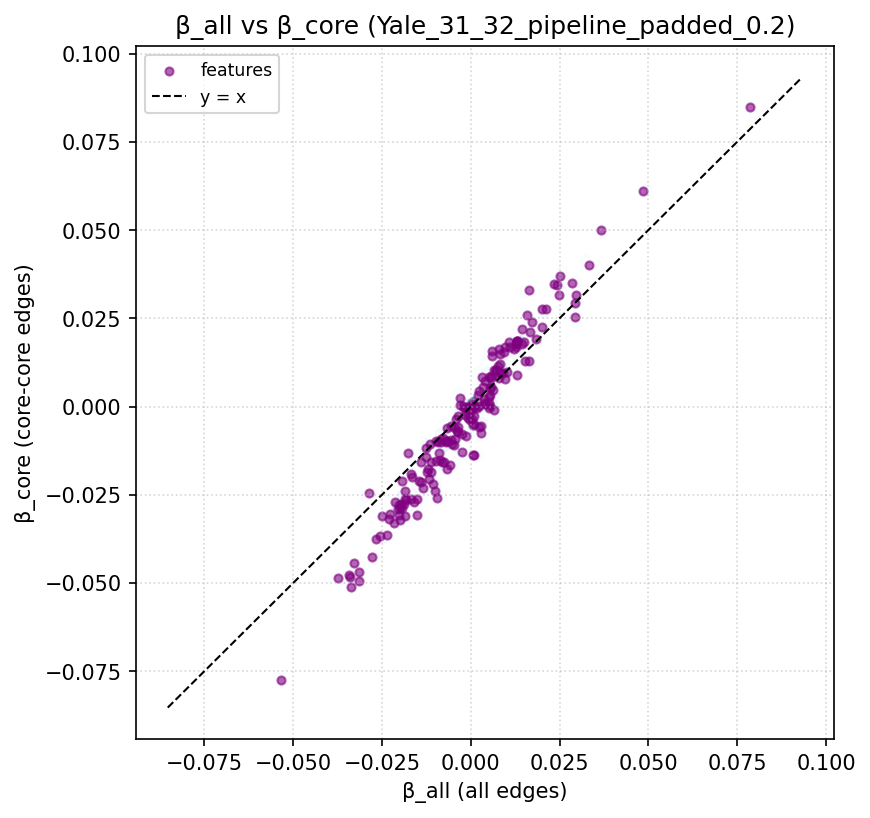 β_all vs β_core (Yale_31_32_pipeline_padded_0.2)
features
y = x
0.100
0.075
0.050
0.025
0.000
−0.025
−0.050
−0.075
β_core (core-core edges)
−0.075 −0.050 −0.025 0.000 0.025 0.050 0.075 0.100
β_all (all edges)